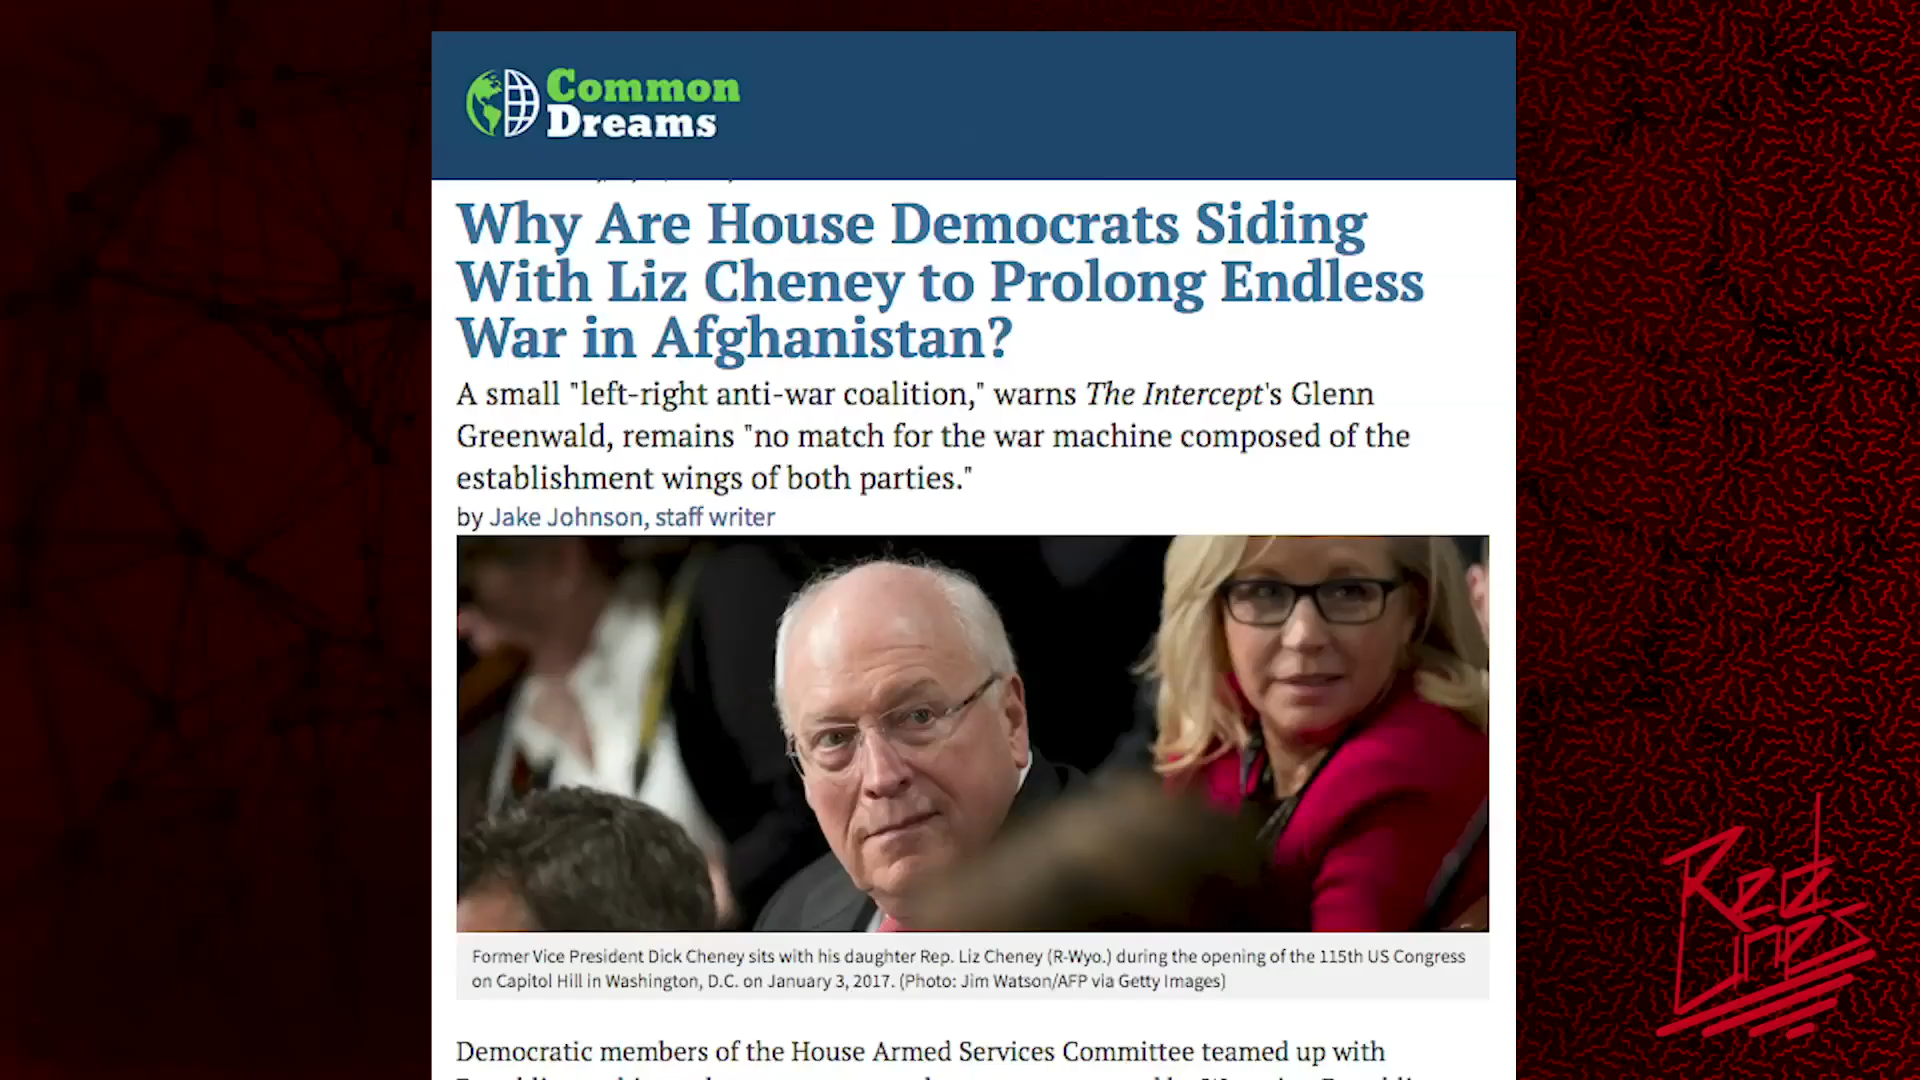 Common
Dreams
Why Are House Democrats Siding
With Liz Cheney to Prolong Endless
War in Afghanistan?
A small "left-right anti-war coalition," warns The Intercept's Glenn
Greenwald, remains "no match for the war machine composed of the
establishment wings of both parties."
by Jake Johnson, staff writer
Former Vice President Dick Cheney sits with his daughter Rep. Liz Cheney (R-Wyo.) during the opening of the 115th US Congress
on Capitol Hill in Washington, D.C. on January 3, 2017. (Photo: Jim Watson/AFP via Getty Images)
Democratic members of the House Armed Services Committee teamed up with
Red
Lines